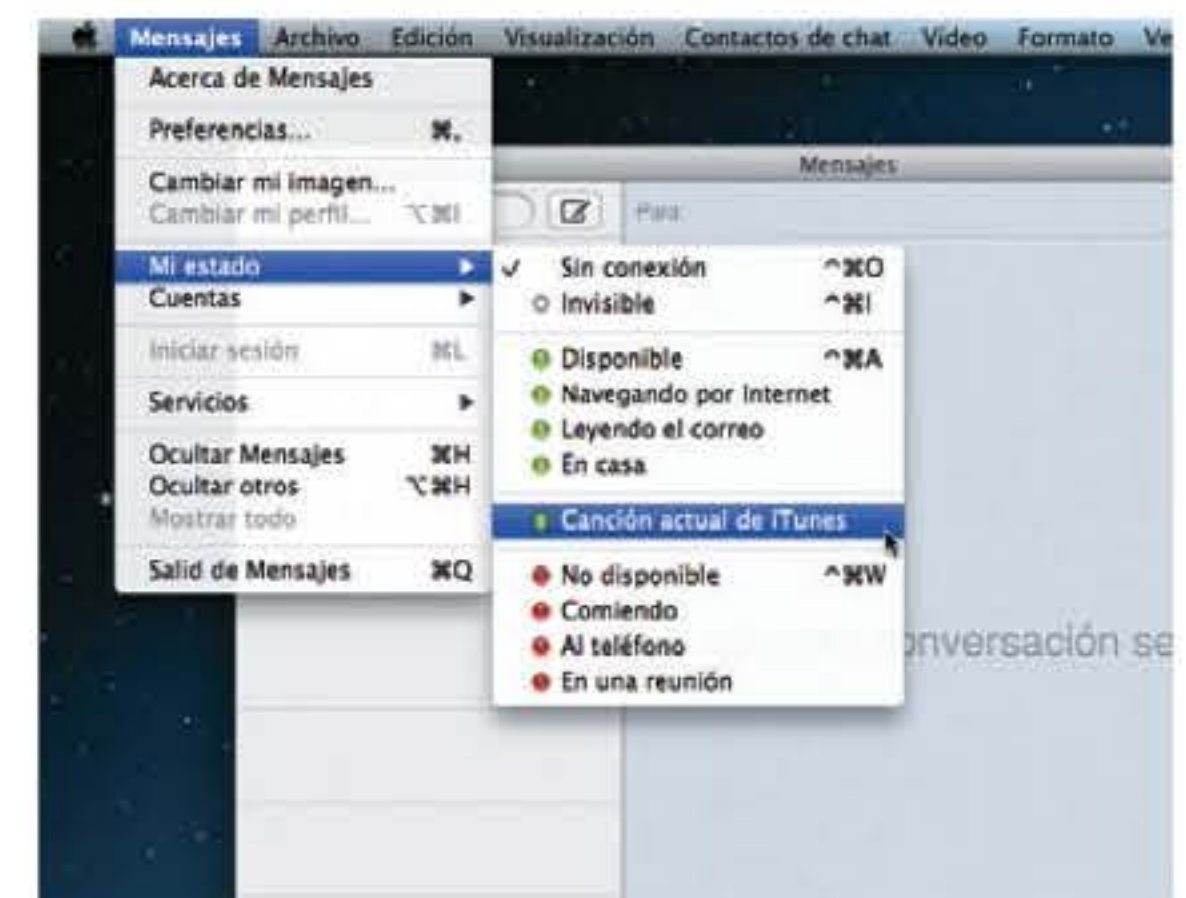 Mensajes Archivo Edición Visualización Contactos de chat Vídeo Formato Ve
Acerca de Mensajes
Preferencias... ⌘,
Cambiar mi imagen...
Cambiar mi perfil... ⌥⌘I
Mi estado ▶
Cuentas ▶
Iniciar sesión ⌘L
Servicios ▶
Ocultar Mensajes ⌘H
Ocultar otros ⌥⌘H
Mostrar todo
Salid de Mensajes ⌘Q
Mensajes
Para:
✓ Sin conexión ^⌘O
Invisible ^⌘I
Disponible ^⌘A
Navegando por Internet
Leyendo el correo
En casa
Canción actual de iTunes
No disponible ^⌘W
Comiendo
Al teléfono
En una reunión
onversación se